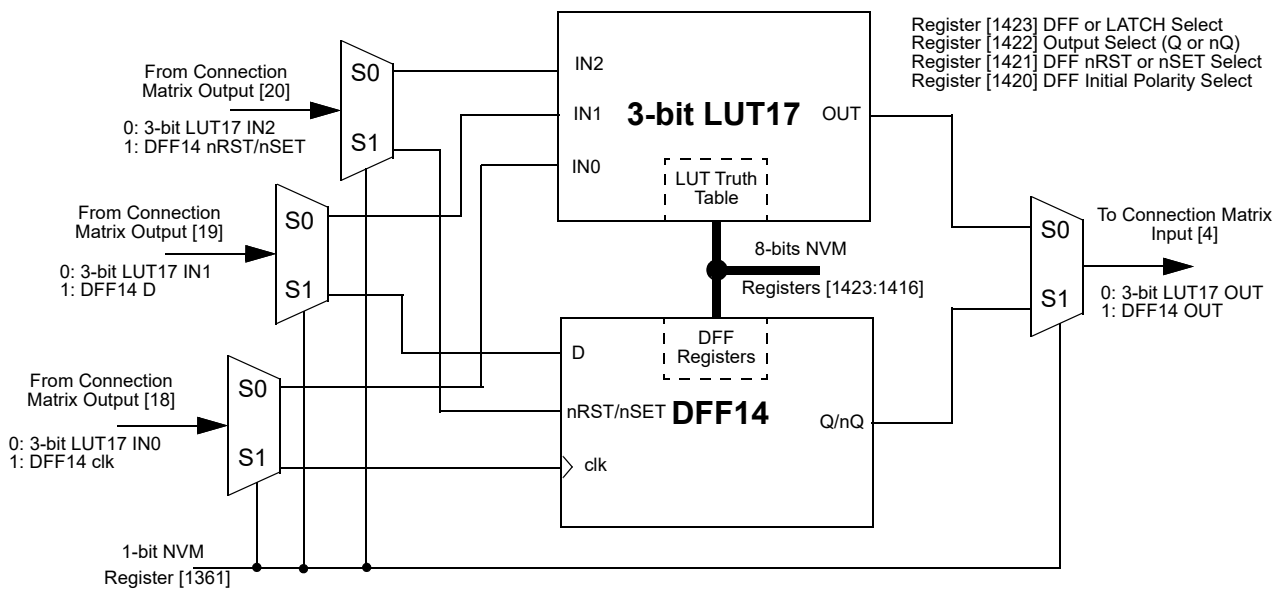 Register [1423] DFF or LATCH Select
Register [1422] Output Select (Q or nQ)
Register [1421] DFF nRST or nSET Select
Register [1420] DFF Initial Polarity Select
From Connection
Matrix Output [20]
0: 3-bit LUT17 IN2
1: DFF14 nRST/nSET
S0
S1
From Connection
Matrix Output [19]
0: 3-bit LUT17 IN1
1: DFF14 D
S0
S1
From Connection
Matrix Output [18]
0: 3-bit LUT17 IN0
1: DFF14 clk
S0
S1
1-bit NVM
Register [1361]
IN2
IN1
IN0
3-bit LUT17
OUT
LUT Truth
Table
8-bits NVM
Registers [1423:1416]
DFF
Registers
D
nRST/nSET
DFF14
clk
Q/nQ
S0
S1
To Connection Matrix
Input [4]
0: 3-bit LUT17 OUT
1: DFF14 OUT